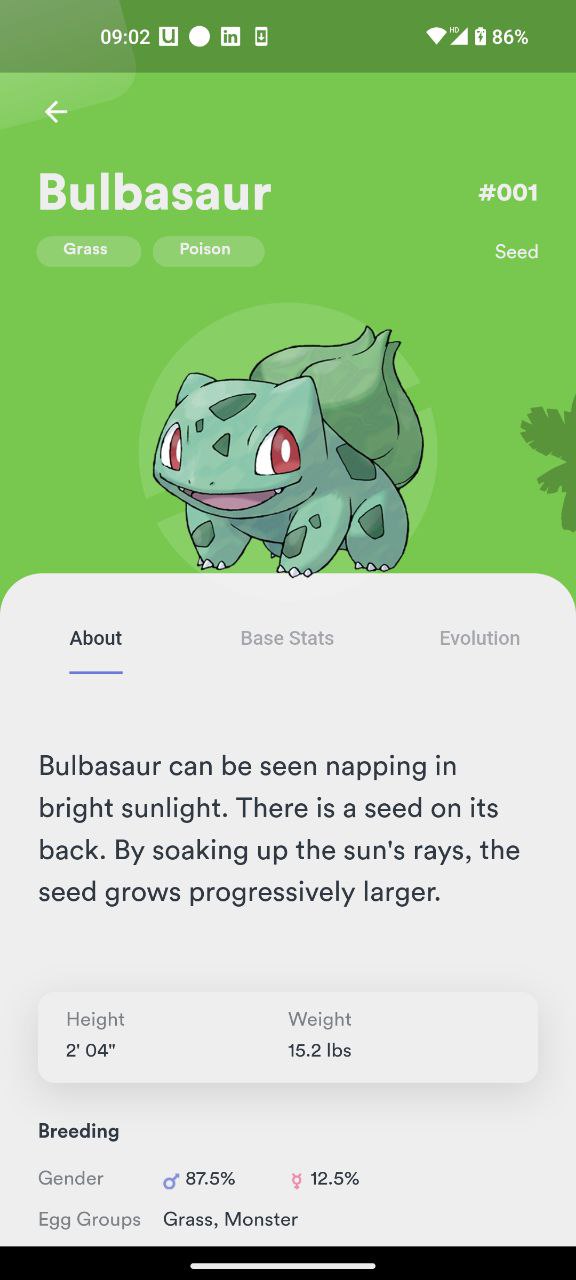 09:02 U in HD 86%
Bulbasaur #001
Grass Poison Seed
About Base Stats Evolution
Bulbasaur can be seen napping in
bright sunlight. There is a seed on its
back. By soaking up the sun's rays, the
seed grows progressively larger.
Height Weight
2' 04" 15.2 lbs
Breeding
Gender ♂ 87.5% ☿ 12.5%
Egg Groups Grass, Monster